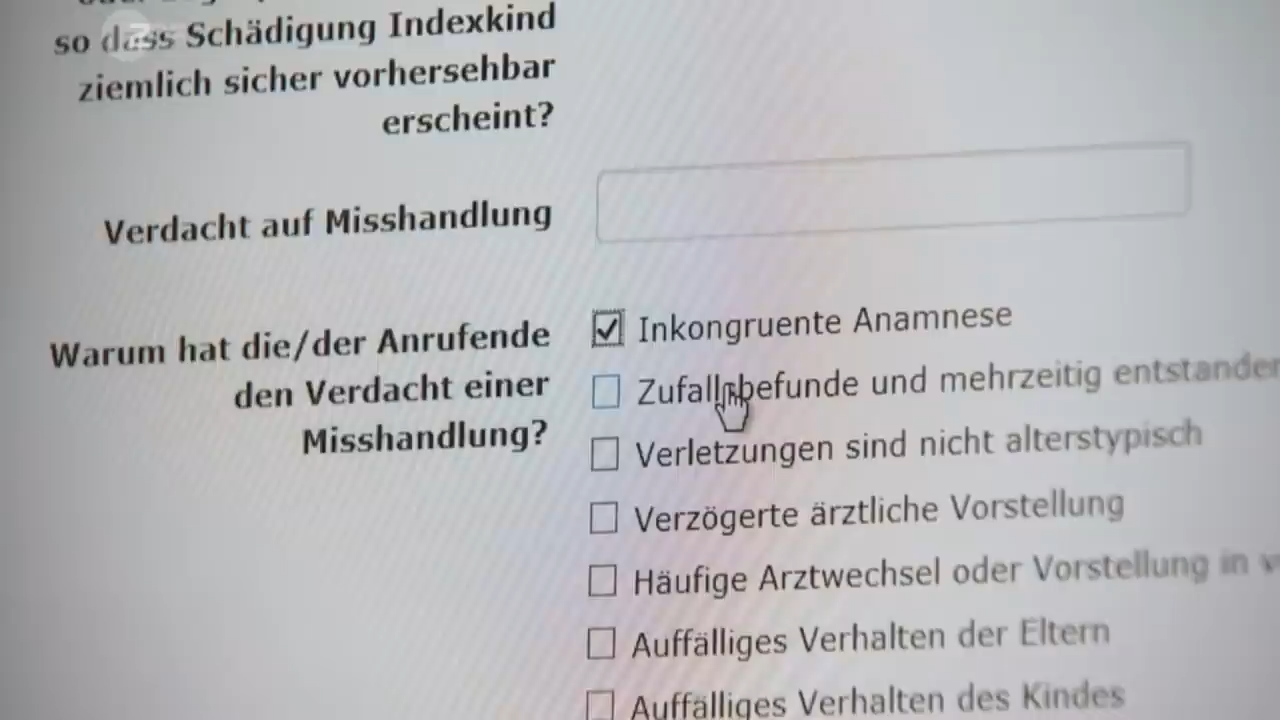 so dass Schädigung Indexkind
ziemlich sicher vorhersehbar
erscheint?
Verdacht auf Misshandlung
Warum hat die/der Anrufende
den Verdacht einer
Misshandlung?
Inkongruente Anamnese
Zufallsbefunde und mehrzeitig
Verletzungen sind nicht alterstypisch
Verzögerte ärztliche Vorstellung
Häufige Arztwechsel oder Vorstellung in
Auffälliges Verhalten der Eltern
Auffälliges Verhalten des Kindes